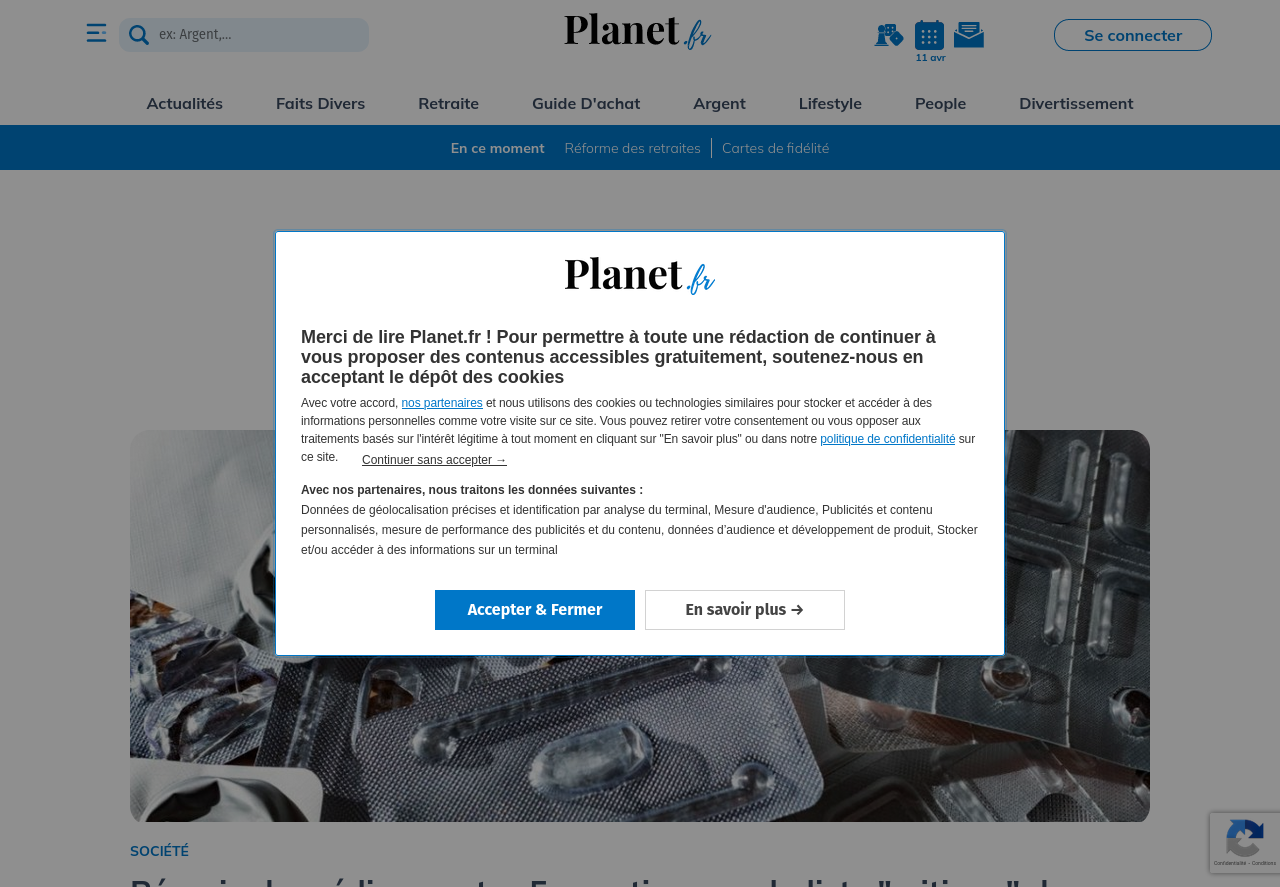 ex: Argent,...
Planet.fr
11 avr
Se connecter
Actualités
Faits Divers
Retraite
Guide D'achat
Argent
Lifestyle
People
Divertissement
En ce moment
Réforme des retraites
Cartes de fidélité
Planet.fr
Merci de lire Planet.fr ! Pour permettre à toute une rédaction de continuer à
vous proposer des contenus accessibles gratuitement, soutenez-nous en
acceptant le dépôt des cookies
Avec votre accord, nos partenaires et nous utilisons des cookies ou technologies similaires pour stocker et accéder à des
informations personnelles comme votre visite sur ce site. Vous pouvez retirer votre consentement ou vous opposer aux
traitements basés sur l'intérêt légitime à tout moment en cliquant sur "En savoir plus" ou dans notre politique de confidentialité sur
ce site.
Continuer sans accepter →
Avec nos partenaires, nous traitons les données suivantes :
Données de géolocalisation précises et identification par analyse du terminal, Mesure d'audience, Publicités et contenu
personnalisés, mesure de performance des publicités et du contenu, données d’audience et développement de produit, Stocker
et/ou accéder à des informations sur un terminal
Accepter & Fermer
En savoir plus →
Confidentialité - Conditions
SOCIÉTÉ